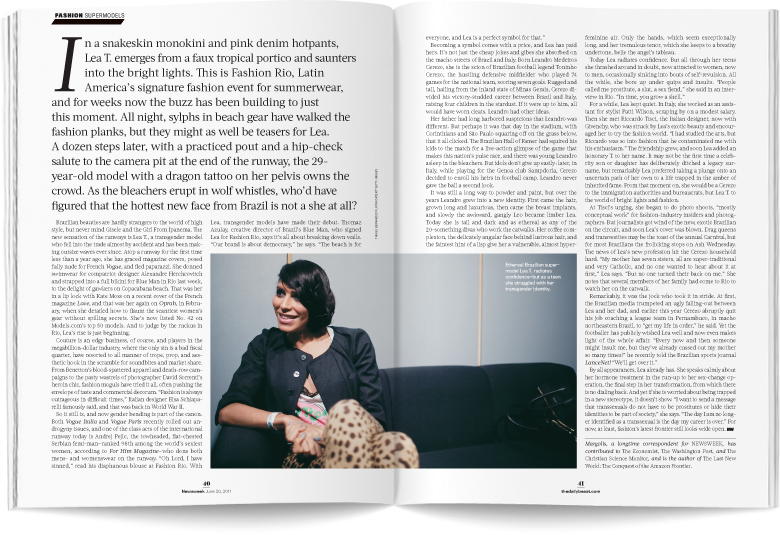 FASHION SUPERMODELS
In a snakeskin monokini and pink denim hotpants,
Lea T. emerges from a faux tropical portico and saunters
into the bright lights. This is Fashion Rio, Latin
America's signature fashion event for summerwear,
and for weeks now the buzz has been building to just
this moment. All night, sylphs in beach gear have walked the
fashion planks, but they might as well be teasers for Lea.
A dozen steps later, with a practiced pout and a hip-check
salute to the camera pit at the end of the runway, the 29-
year-old model with a dragon tattoo on her pelvis owns the
crowd. As the bleachers erupt in wolf whistles, who'd have
figured that the hottest new face from Brazil is not a she at all?
Brazilian beauties are hardly strangers to the world of high
style, but never mind Gisele and the Girl From Ipanema. The
new sensation of the runways is Lea T., a transgender model
who fell into the trade almost by accident and has been mak-
ing outsize waves ever since. Atop a runway for the first time
less than a year ago, she has graced magazine covers, posed
fully nude for French Vogue, and fled paparazzi. She donned
swimwear for conquistador designer Alexandre Herchcovitch
and strapped into a full bikini for Blue Man in Rio last week,
to the delight of gawkers on Copacabana beach. That was her
in a lip lock with Kate Moss on a recent cover of the French
magazine Love, and that was her again on Oprah, in Febru-
ary, when she detailed how to flaunt the scantiest women's
gear without spilling secrets. She's now listed No. 42 on
Models.com's top 50 models. And to judge by the ruckus in
Rio, Lea's rise is just beginning.
Couture is an edgy business, of course, and players in the
megabillion-dollar industry, where the only sin is a bad fiscal
quarter, have resorted to all manner of trope, prop, and aes-
thetic hook in the scramble for soundbites and market share.
From Benetton's blood-spattered apparel and death-row cam-
paigns to the pasty wastrels of photographer David Sorrenti's
heroin chic, fashion moguls have tried it all, often pushing the
envelope of taste and commercial decorum. "Fashion is always
outrageous in difficult times," Italian designer Elsa Schiapa-
relli famously said, and that was back in World War II.
So it still is, and now gender bending is part of the canon.
Both Vogue Italia and Vogue Paris recently rolled out an-
drogyny issues, and one of the class acts of the international
runway today is Andrej Pejic, the towheaded, flat-chested
Serbian femi-man—ranked 98th among the world's sexiest
women, according to For Him Magazine—who dons both
mens- and womenswear on the runway. "Oh Lord, I have
sinned," read his disphanous blouse at Fashion Rio. With
Lea, transgender models have made their debut. Thomaz
Azulay, creative director of Brazil's Blue Man, who signed
Lea for Fashion Rio, says it's all about breaking down walls.
"Our brand is about democracy," he says. "The beach is for
everyone, and Lea is a perfect symbol for that."
Becoming a symbol comes with a price, and Lea has paid
hers. It's not just the cheap jokes and gibes she absorbed on
the macho streets of Brazil and Italy. Born Leandro Medeiros
Cerezo, she is the scion of Brazilian football legend Toninho
Cerezo, the hustling defensive midfielder who played 74
games for the national team, scoring seven goals. Rugged and
tall, hailing from the inland state of Minas Gerais, Cerezo di-
vided his victory-studded career between Brazil and Italy,
raising four children in the stardust. If it were up to him, all
would have worn cleats. Leandro had other ideas.
Her father had long harbored suspicions that Leandro was
different. But perhaps it was that day in the stadium, with
Corinthians and São Paulo squaring off on the grass below,
that it all clicked. The Brazilian Hall of Famer had squired his
kids to the match for a live-action glimpse of the game that
makes this nation's pulse race, and there was young Leandro
asleep in the bleachers. But idols don't give up easily; later, in
Italy, while playing for the Genoa club Sampdoria, Cerezo
decided to enroll his heirs in football camp. Leandro never
gave the ball a second look.
It was still a long way to powder and paint, but over the
years Leandro grew into a new identity. First came the hair,
grown long and luxurious, then came the breast implants,
and slowly the awkward, gangly Leo became limber Lea.
Today she is tall and dark and as ethereal as any of the
20-something divas who work the catwalks. Her coffee com-
plexion, the delicately angular face behind lustrous hair, and
the faintest hint of a lisp give her a vulnerable, almost hyper-
feminine air. Only the hands, which seem exceptionally
long, and her tremulous tenor, which she keeps to a breathy
undertone, belie the angel's tableau.
Today Lea radiates confidence. But all through her teens
she thrashed around in doubt, now attracted to women, now
to men, occasionally sinking into bouts of self-revulsion. All
the while, she bore up under quips and insults. "People
called me prostitute, a slut, a sex fiend," she said in an inter-
view in Rio. "In time, you grow a shell."
For a while, Lea kept quiet. In Italy, she worked as an assis-
tant for stylist Patti Wilson, scraping by on a modest salary.
Then she met Riccardo Tisci, the Italian designer, now with
Givenchy, who was struck by Lea's exotic beauty and encour-
aged her to try the fashion world. "I had studied the arts, but
Riccardo was so into fashion that he contaminated me with
his enthusiasm." The friendship grew, and soon Lea added an
honorary T to her name. It may not be the first time a celeb-
rity son or daughter has deliberately ditched a legacy sur-
name, but remarkably Lea preferred taking a plunge onto an
uncertain path of her own to a life trapped in the amber of
inherited fame. From that moment on, she would be a Cerezo
to the immigration authorities and bureaucrats, but Lea T. to
the world of bright lights and fashion.
At Tisci's urging, she began to do photo shoots, "mostly
conceptual work" for fashion-industry insiders and photog-
raphers. But journalists got wind of the new, exotic Brazilian
on the circuit, and soon Lea's cover was blown. Drag queens
and transvestites may be the toast of the annual Carnival, but
for most Brazilians the frolicking stops on Ash Wednesday.
The news of Lea's new profession hit the Cerezo household
hard. "My mother has seven sisters, all are super-traditional
and very Catholic, and no one wanted to hear about it at
first," Lea says. "But no one turned their back on me." She
notes that several members of her family had come to Rio to
watch her on the catwalk.
Remarkably, it was the jock who took it in stride. At first,
the Brazilian media trumpeted an ugly falling-out between
Lea and her dad, and earlier this year Cerezo abruptly quit
his job coaching a league team in Pernambuco, in macho
northeastern Brazil, to "get my life in order," he said. Yet the
footballer has publicly wished Lea well and now even makes
light of the whole affair. "Every now and then someone
might insult me, but they've already cussed out my mother
so many times!" he recently told the Brazilian sports journal
LanceNet! "We'll get over it."
By all appearances, Lea already has. She speaks calmly about
her hormone treatment in the run-up to her sex-change op-
eration, the final step in her transformation, from which there
is no dialing back. And yet if she is worried about being trapped
in a new stereotype, it doesn't show. "I want to send a message
that transsexuals do not have to be prostitutes or hide their
identities to be part of society," she says. "The day I am no long-
er identified as a transsexual is the day my career is over." For
now, at least, fashion's latest frontier still looks wide open.
Margolis, a longtime correspondent for NEWSWEEK, has
contributed to The Economist, The Washington Post, and The
Christian Science Monitor, and is the author of The Last New
World: The Conquest of the Amazon Frontier.
Ethereal Brazilian super-
model Lea T. radiates
confidence—but as a teen
she struggled with her
transgender identity.
40
Newsweek June 20, 2011
41
thedailybeast.com